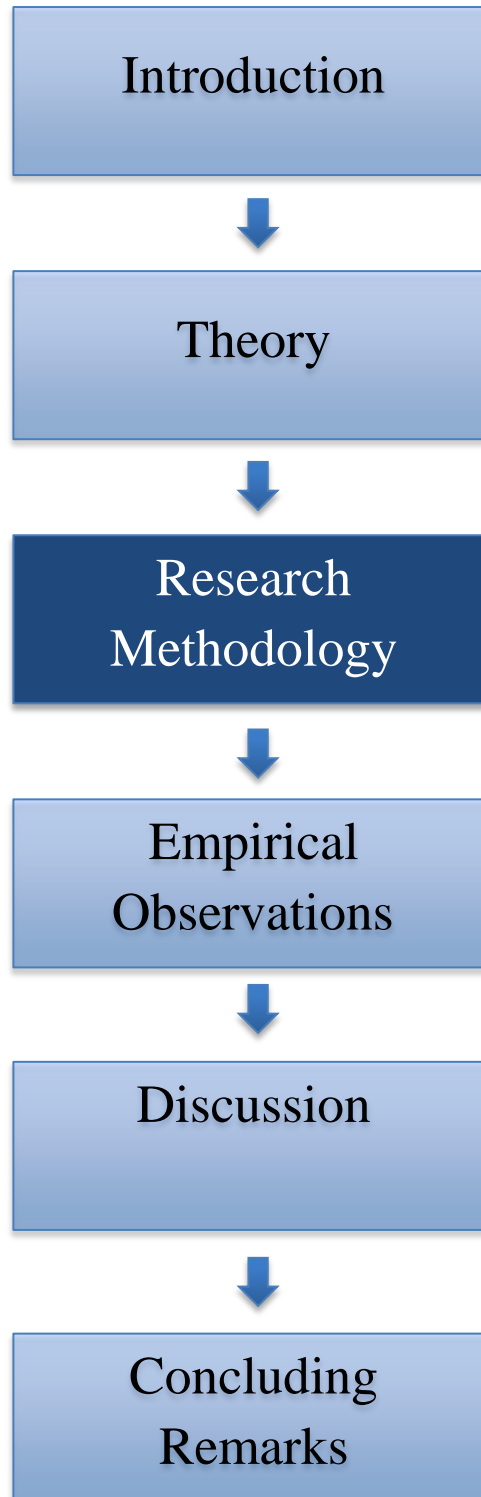 Introduction
Theory
Research
Methodology
Empirical
Observations
Discussion
Concluding
Remarks